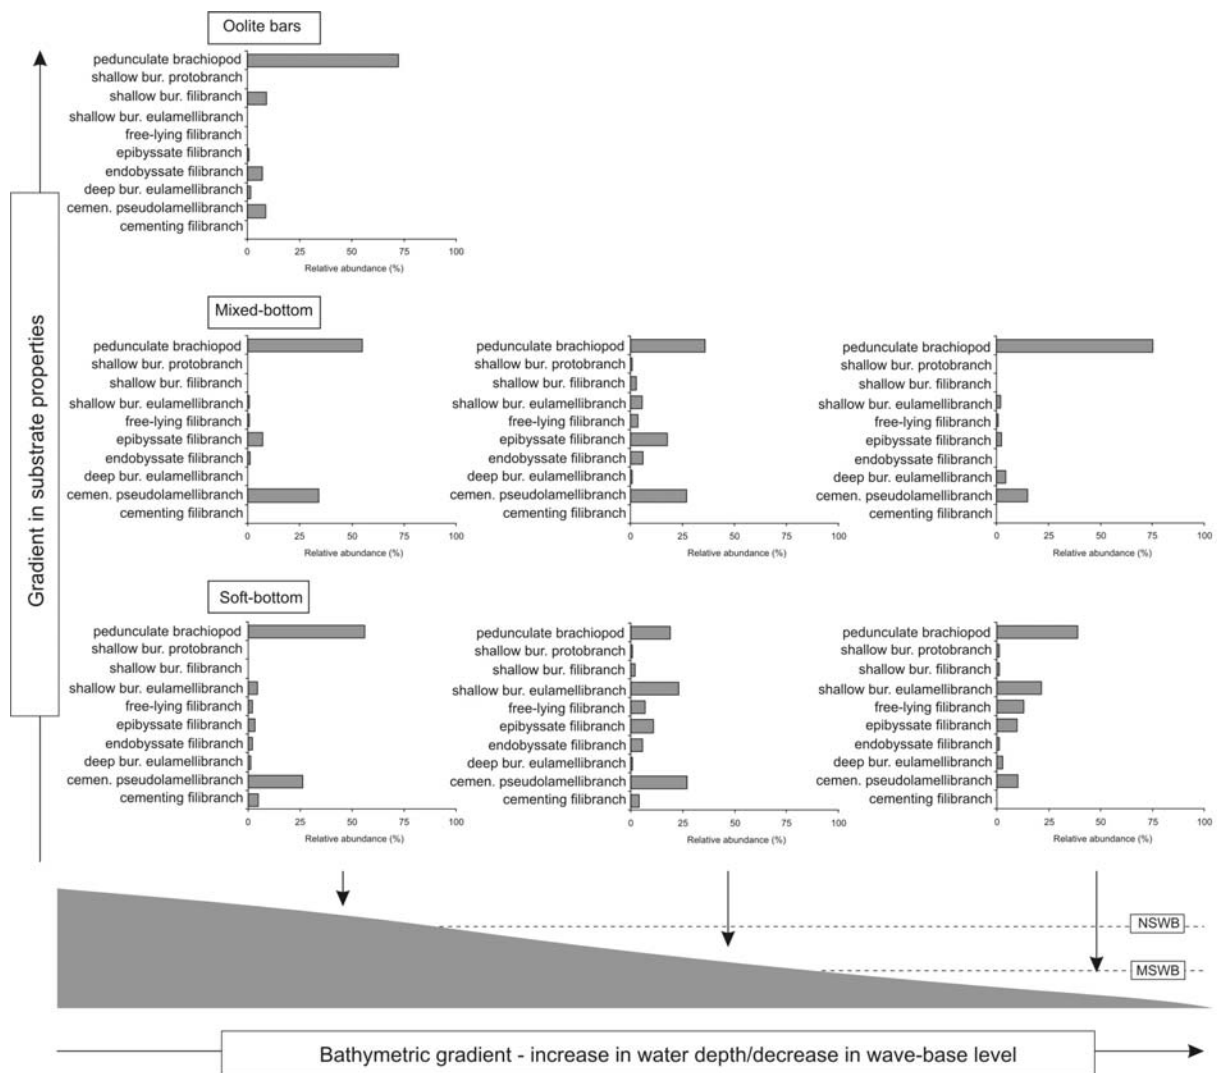 Oolite bars
pedunculate brachiopod
shallow bur. protobranch
shallow bur. filibranch
shallow bur. eulamellibranch
free-lying filibranch
epibyssate filibranch
endobyssate filibranch
deep bur. eulamellibranch
cemen. pseudolamellibranch
cementing filibranch
0 25 50 75 100
Relative abundance (%)
Gradient in substrate properties
Mixed-bottom
pedunculate brachiopod
shallow bur. protobranch
shallow bur. filibranch
shallow bur. eulamellibranch
free-lying filibranch
epibyssate filibranch
endobyssate filibranch
deep bur. eulamellibranch
cemen. pseudolamellibranch
cementing filibranch
0 25 50 75 100
Relative abundance (%)
pedunculate brachiopod
shallow bur. protobranch
shallow bur. filibranch
shallow bur. eulamellibranch
free-lying filibranch
epibyssate filibranch
endobyssate filibranch
deep bur. eulamellibranch
cemen. pseudolamellibranch
cementing filibranch
0 25 50 75 100
Relative abundance (%)
pedunculate brachiopod
shallow bur. protobranch
shallow bur. filibranch
shallow bur. eulamellibranch
free-lying filibranch
epibyssate filibranch
endobyssate filibranch
deep bur. eulamellibranch
cemen. pseudolamellibranch
cementing filibranch
0 25 50 75 100
Relative abundance (%)
Soft-bottom
pedunculate brachiopod
shallow bur. protobranch
shallow bur. filibranch
shallow bur. eulamellibranch
free-lying filibranch
epibyssate filibranch
endobyssate filibranch
deep bur. eulamellibranch
cemen. pseudolamellibranch
cementing filibranch
0 25 50 75 100
Relative abundance (%)
pedunculate brachiopod
shallow bur. protobranch
shallow bur. filibranch
shallow bur. eulamellibranch
free-lying filibranch
epibyssate filibranch
endobyssate filibranch
deep bur. eulamellibranch
cemen. pseudolamellibranch
cementing filibranch
0 25 50 75 100
Relative abundance (%)
pedunculate brachiopod
shallow bur. protobranch
shallow bur. filibranch
shallow bur. eulamellibranch
free-lying filibranch
epibyssate filibranch
endobyssate filibranch
deep bur. eulamellibranch
cemen. pseudolamellibranch
cementing filibranch
0 25 50 75 100
Relative abundance (%)
NSWB
MSWB
Bathymetric gradient - increase in water depth/decrease in wave-base level